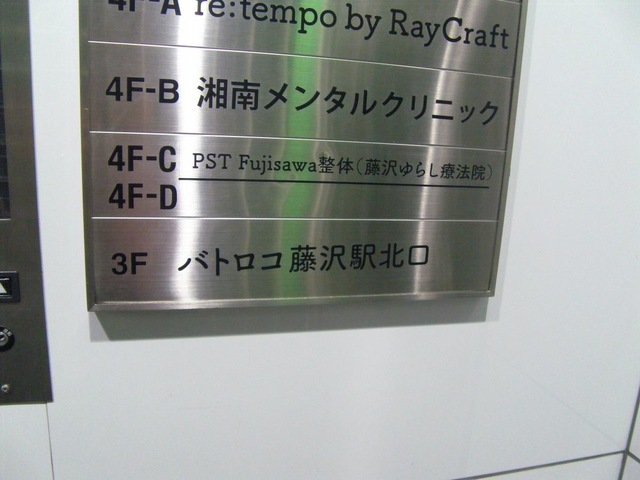 4F-A re:tempo by RayCraft
4F-B 湘南メンタルクリニック
4F-C PST Fujisawa整体(藤沢ゆらし療法院)
4F-D
3F バトロコ藤沢駅北口